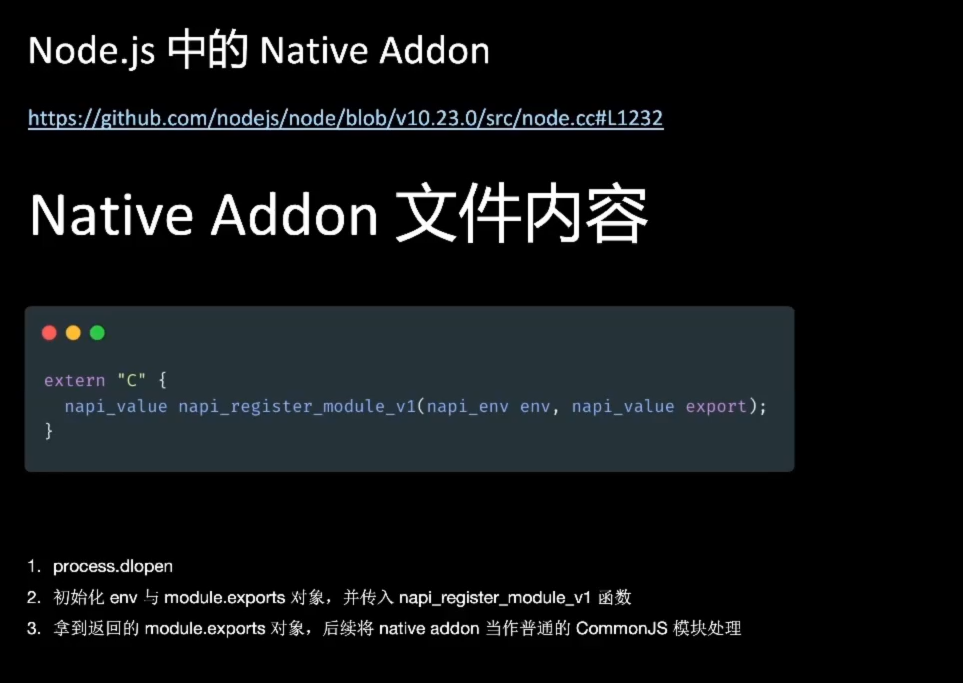 Node.js 中的 Native Addon
https://github.com/nodejs/node/blob/v10.23.0/src/node.cc#L1232
Native Addon 文件内容
extern "C" {
  napi_value napi_register_module_v1(napi_env env, napi_value export);
}
1. process.dlopen
2. 初始化 env 与 module.exports 对象，并传入 napi_register_module_v1 函数
3. 拿到返回的 module.exports 对象，后续将 native addon 当作普通的 CommonJS 模块处理